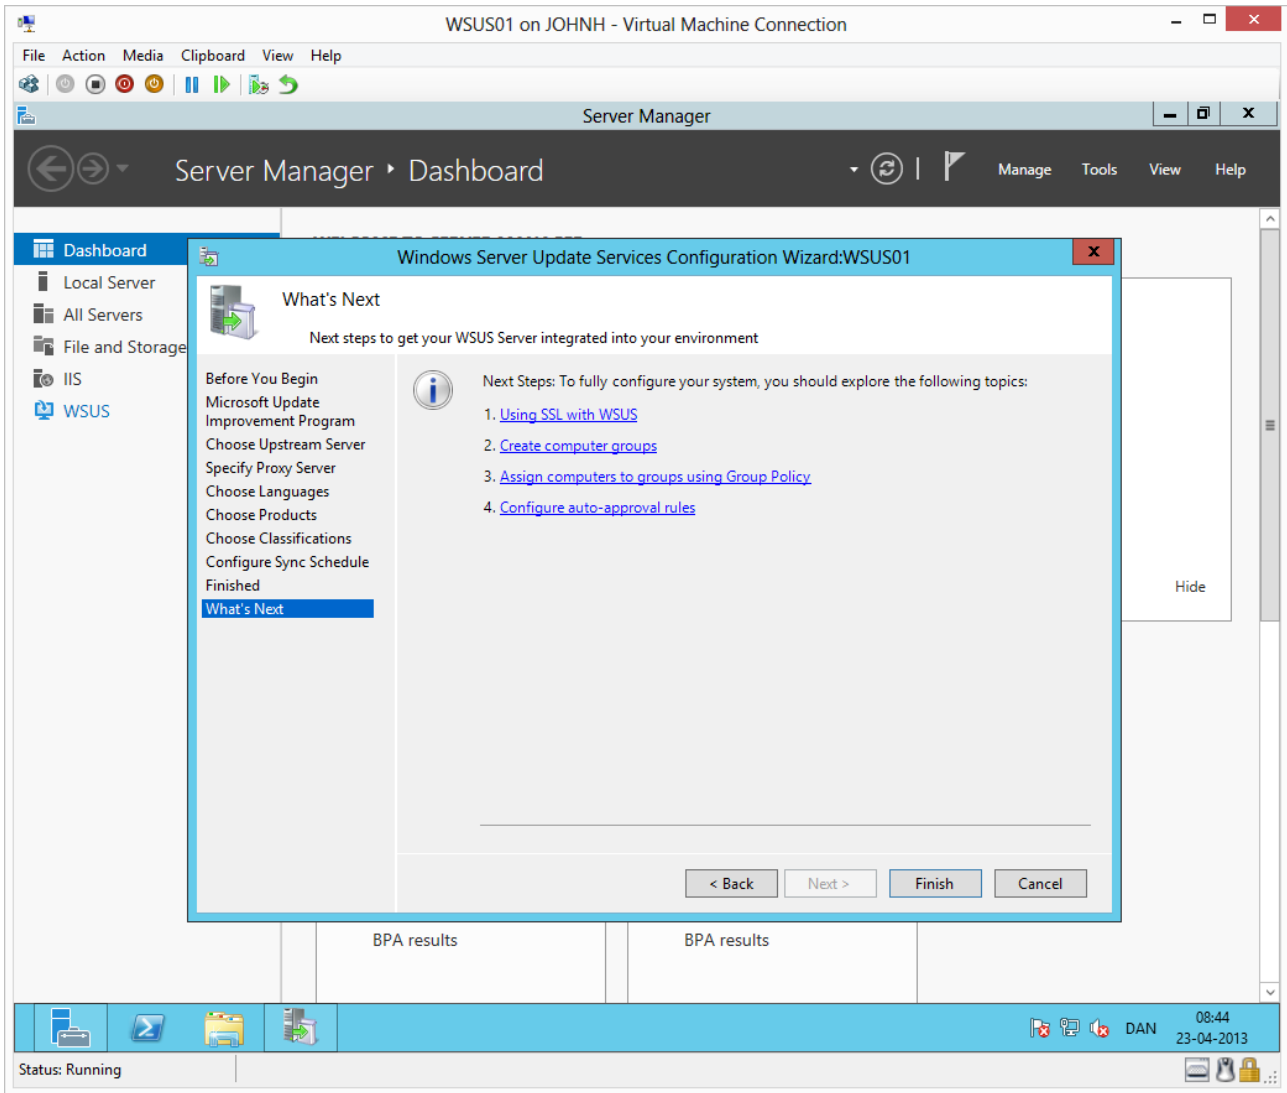 WSUS01 on JOHNH - Virtual Machine Connection
File Action Media Clipboard View Help
Server Manager
Server Manager ‣ Dashboard
Manage Tools View Help
Dashboard
Local Server
All Servers
File and Storage
IIS
WSUS
Windows Server Update Services Configuration Wizard:WSUS01
What's Next
Next steps to get your WSUS Server integrated into your environment
Before You Begin
Microsoft Update
Improvement Program
Choose Upstream Server
Specify Proxy Server
Choose Languages
Choose Products
Choose Classifications
Configure Sync Schedule
Finished
What's Next
Next Steps: To fully configure your system, you should explore the following topics:
1. Using SSL with WSUS
2. Create computer groups
3. Assign computers to groups using Group Policy
4. Configure auto-approval rules
Hide
< Back Next > Finish Cancel
BPA results
BPA results
DAN
08:44
23-04-2013
Status: Running